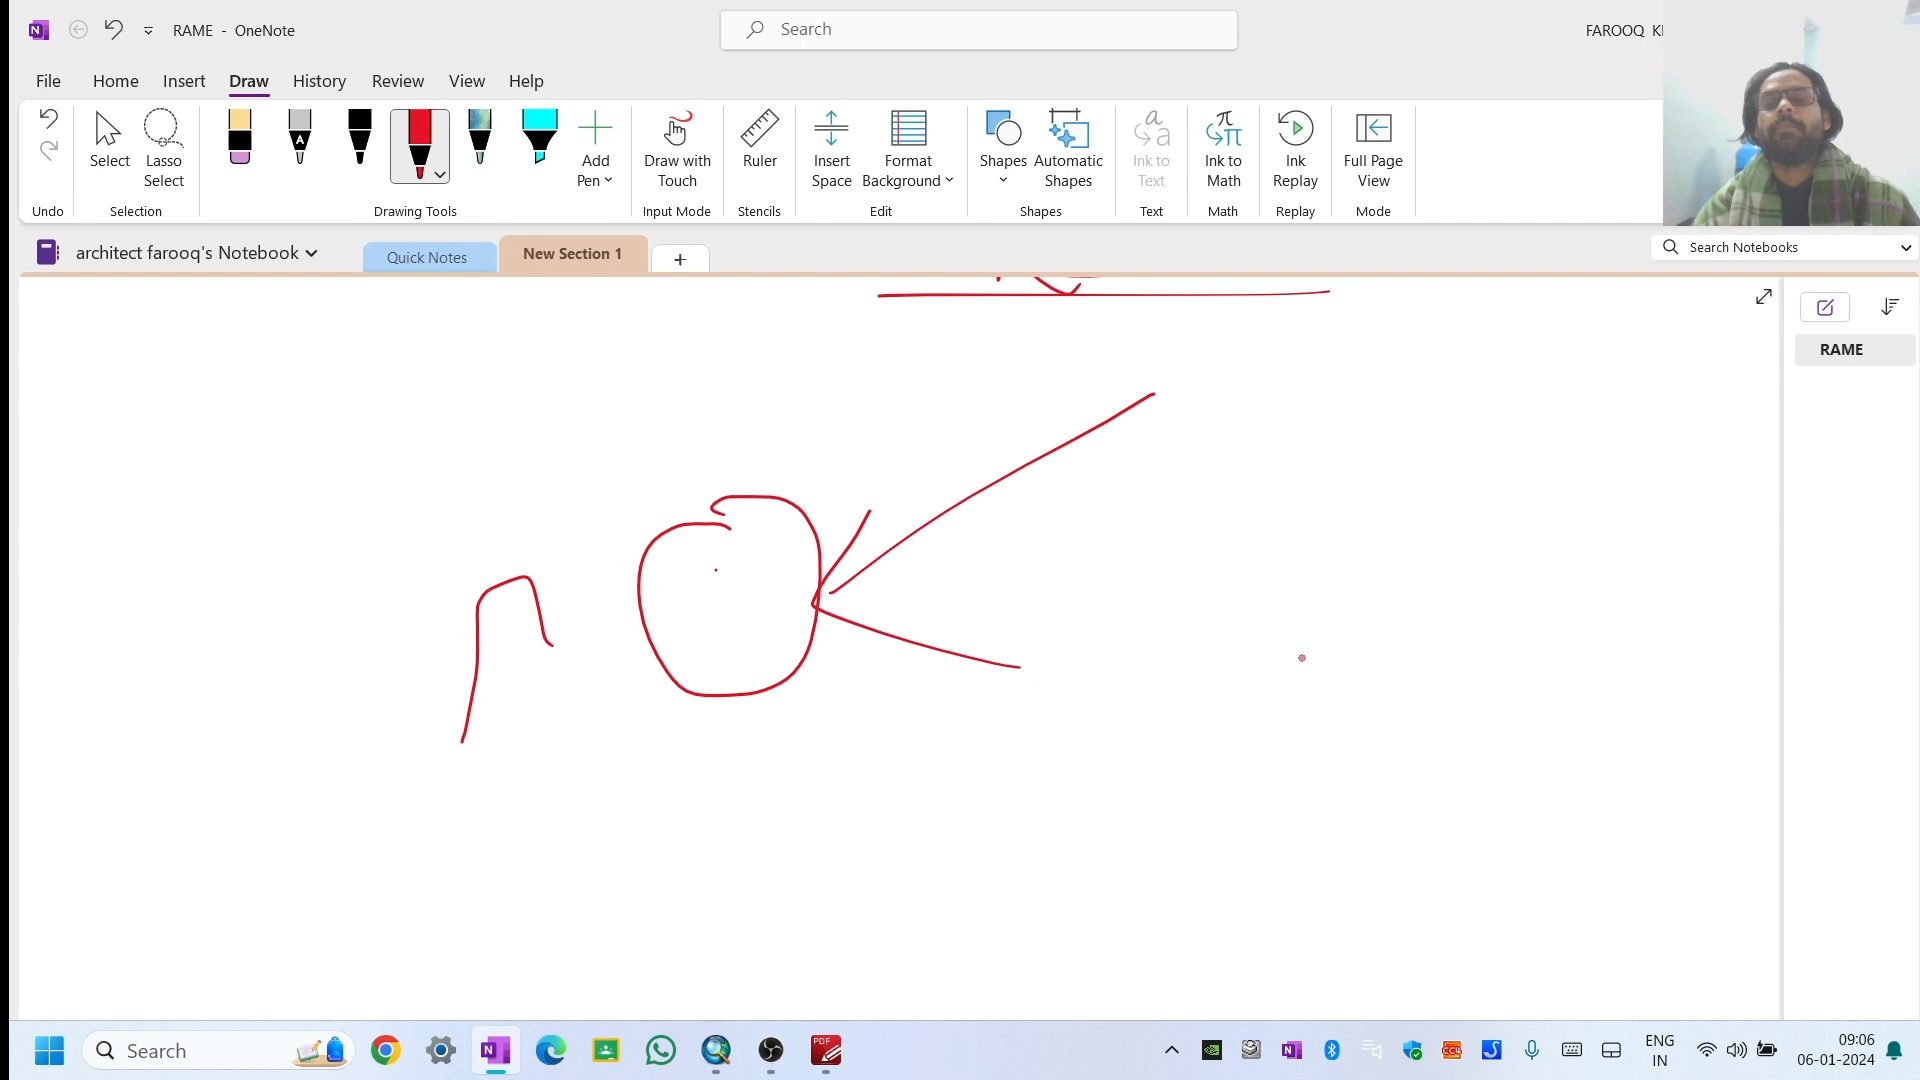 RAME - OneNote
Search
FAROOQ
File Home Insert Draw History Review View Help
Undo
Select
Lasso Select
Selection
A
Drawing Tools
Add Pen
Draw with Touch
Input Mode
Ruler
Stencils
Insert Space
Format Background
Edit
Shapes
Automatic Shapes
Shapes
Ink to Text
Text
Ink to Math
Math
Ink Replay
Replay
Full Page View
Mode
architect farooq's Notebook
Quick Notes
New Section 1
+
Search Notebooks
RAME
Search
PDF
ENG
IN
09:06
06-01-2024